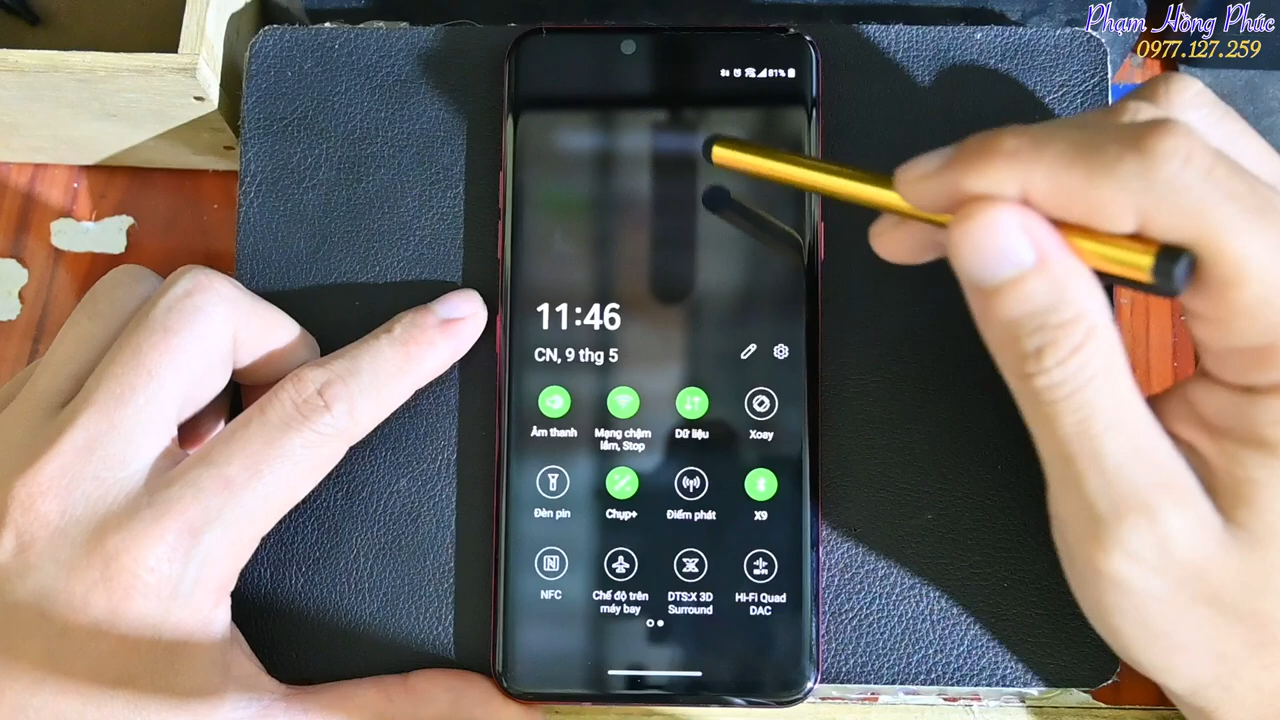 Phạm Hồng Phúc
0977.127.259
81%
11:46
CN, 9 thg 5
Âm thanh
Mạng chậm lắm, Stop
Dữ liệu
Xoay
Đèn pin
Chụp+
Điểm phát
X9
NFC
Chế độ trên máy bay
DTS:X 3D Surround
Hi-Fi Quad DAC